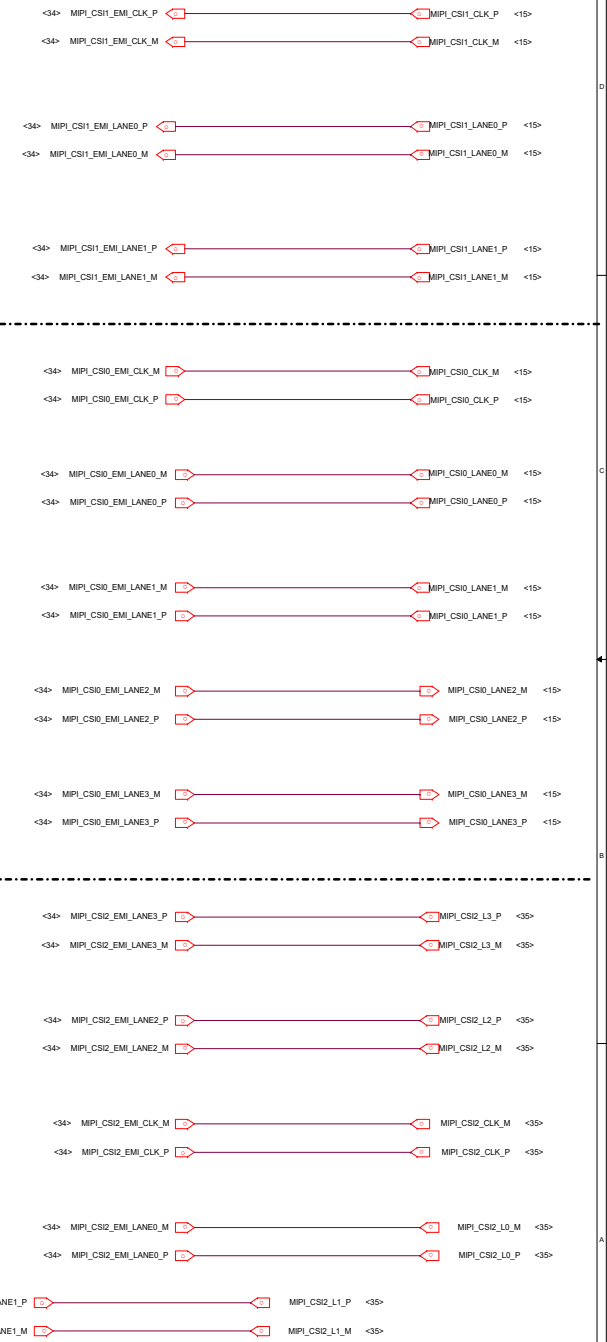 <34> MIPI_CSI1_EMI_CLK_P MIPI_CSI1_CLK_P <15>
<34> MIPI_CSI1_EMI_CLK_M MIPI_CSI1_CLK_M <15>
D
<34> MIPI_CSI1_EMI_LANE0_P MIPI_CSI1_LANE0_P <15>
<34> MIPI_CSI1_EMI_LANE0_M MIPI_CSI1_LANE0_M <15>
<34> MIPI_CSI1_EMI_LANE1_P MIPI_CSI1_LANE1_P <15>
<34> MIPI_CSI1_EMI_LANE1_M MIPI_CSI1_LANE1_M <15>
<34> MIPI_CSI0_EMI_CLK_M MIPI_CSI0_CLK_M <15>
<34> MIPI_CSI0_EMI_CLK_P MIPI_CSI0_CLK_P <15>
C
<34> MIPI_CSI0_EMI_LANE0_M MIPI_CSI0_LANE0_M <15>
<34> MIPI_CSI0_EMI_LANE0_P MIPI_CSI0_LANE0_P <15>
<34> MIPI_CSI0_EMI_LANE1_M MIPI_CSI0_LANE1_M <15>
<34> MIPI_CSI0_EMI_LANE1_P MIPI_CSI0_LANE1_P <15>
<34> MIPI_CSI0_EMI_LANE2_M MIPI_CSI0_LANE2_M <15>
<34> MIPI_CSI0_EMI_LANE2_P MIPI_CSI0_LANE2_P <15>
<34> MIPI_CSI0_EMI_LANE3_M MIPI_CSI0_LANE3_M <15>
<34> MIPI_CSI0_EMI_LANE3_P MIPI_CSI0_LANE3_P <15>
B
<34> MIPI_CSI2_EMI_LANE3_P MIPI_CSI2_L3_P <35>
<34> MIPI_CSI2_EMI_LANE3_M MIPI_CSI2_L3_M <35>
<34> MIPI_CSI2_EMI_LANE2_P MIPI_CSI2_L2_P <35>
<34> MIPI_CSI2_EMI_LANE2_M MIPI_CSI2_L2_M <35>
<34> MIPI_CSI2_EMI_CLK_M MIPI_CSI2_CLK_M <35>
<34> MIPI_CSI2_EMI_CLK_P MIPI_CSI2_CLK_P <35>
<34> MIPI_CSI2_EMI_LANE0_M MIPI_CSI2_L0_M <35>
A
<34> MIPI_CSI2_EMI_LANE0_P MIPI_CSI2_L0_P <35>
ANE1_P MIPI_CSI2_L1_P <35>
ANE1_M MIPI_CSI2_L1_M <35>